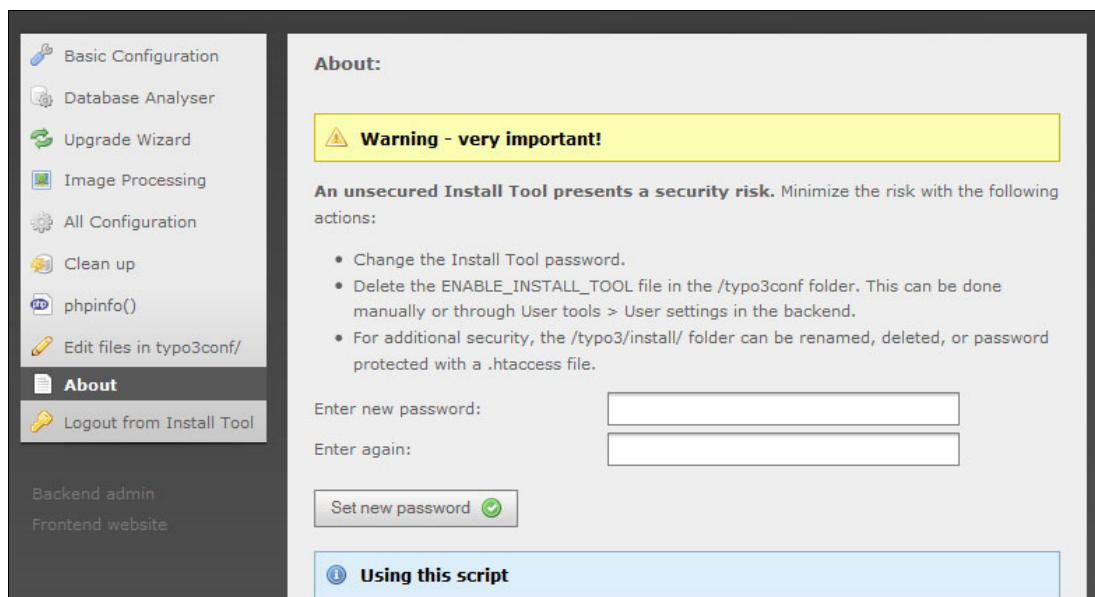 Basic Configuration
Database Analyser
Upgrade Wizard
Image Processing
All Configuration
Clean up
phpinfo()
Edit files in typo3conf/
About
Logout from Install Tool
Backend admin
Frontend website
About:
Warning - very important!
An unsecured Install Tool presents a security risk. Minimize the risk with the following
actions:
• Change the Install Tool password.
• Delete the ENABLE_INSTALL_TOOL file in the /typo3conf folder. This can be done
manually or through User tools > User settings in the backend.
• For additional security, the /typo3/install/ folder can be renamed, deleted, or password
protected with a .htaccess file.
Enter new password:
Enter again:
Set new password
Using this script